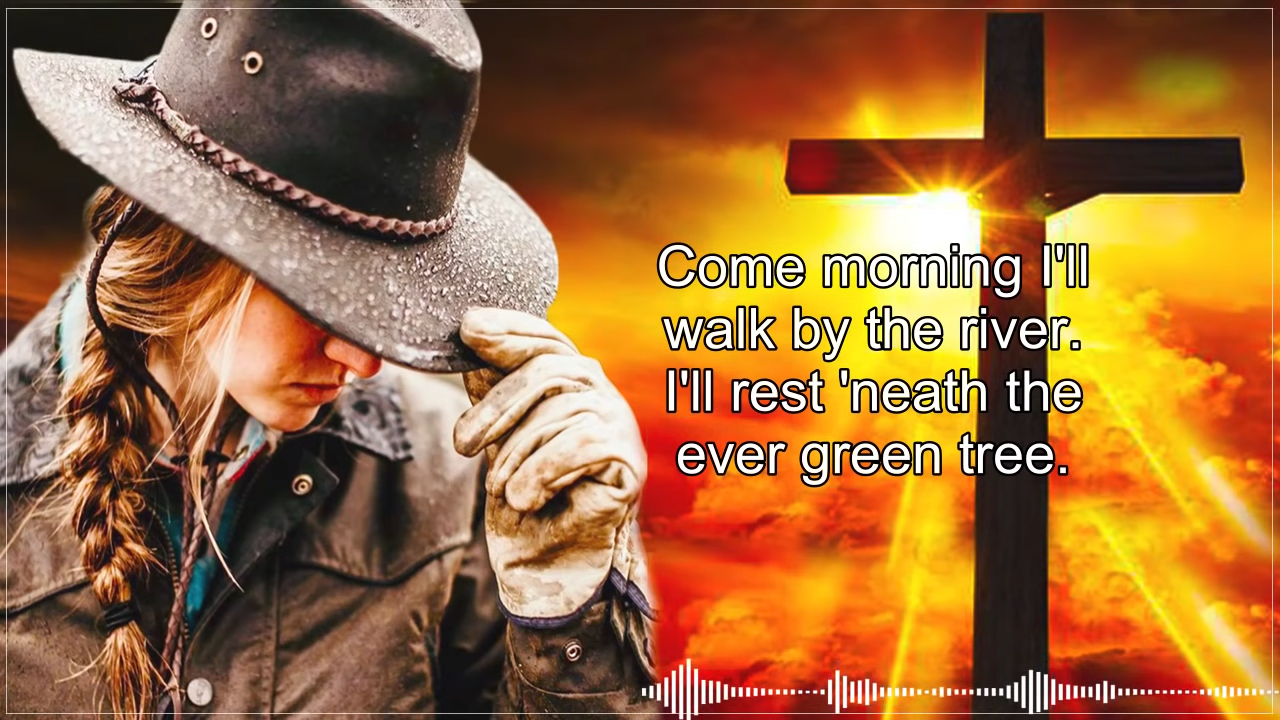 Come morning I'll
walk by the river.
I'll rest 'neath the
ever green tree.